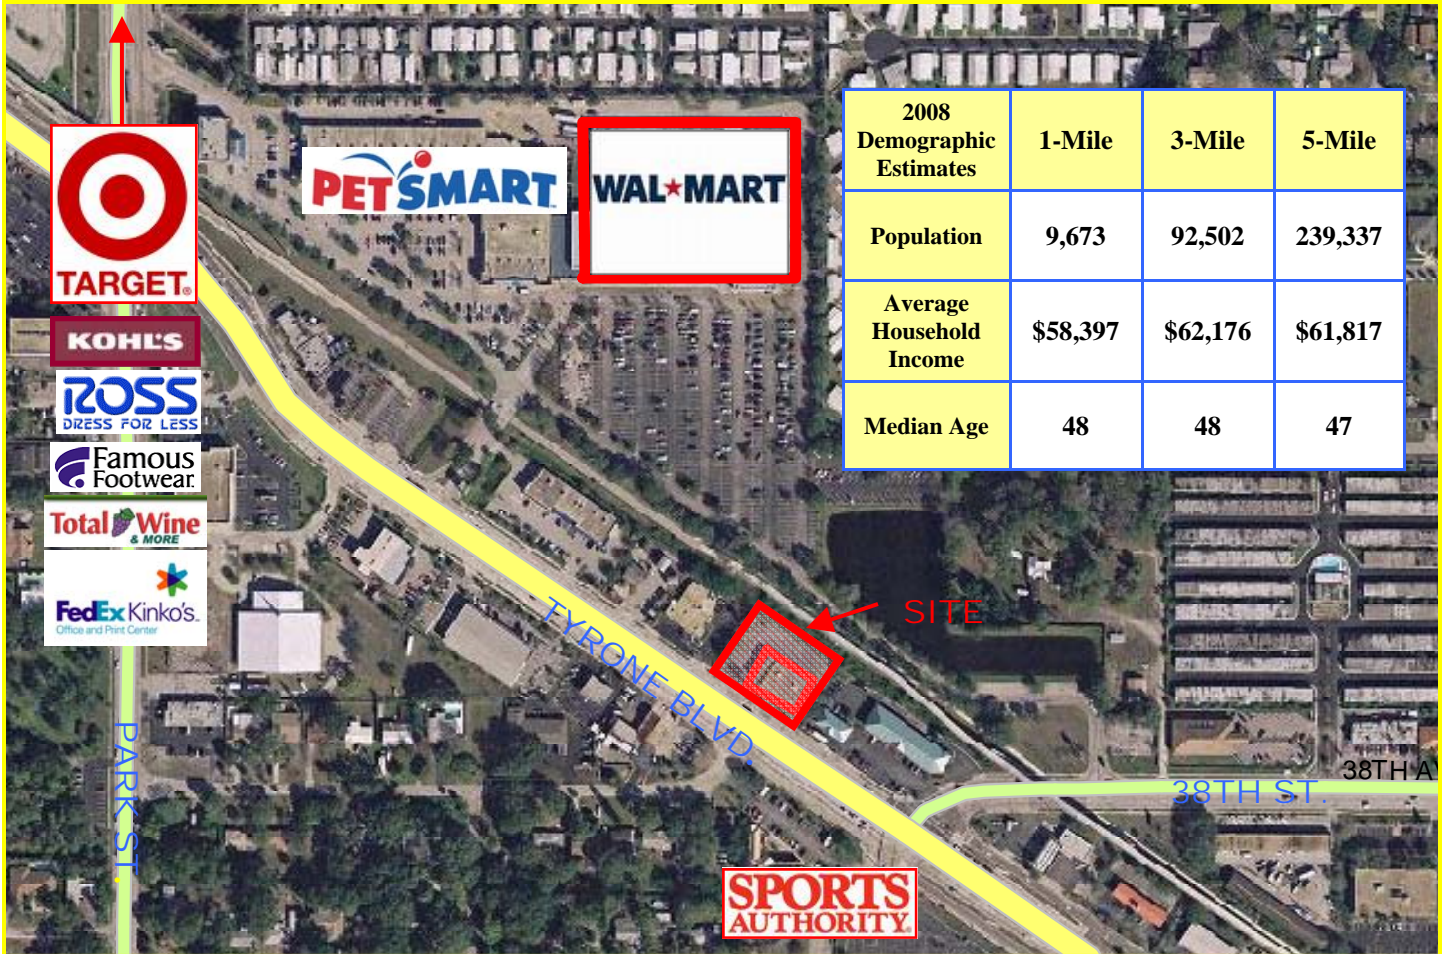 TARGET
KOHL'S
ROSS
DRESS FOR LESS
Famous
Footwear
Total Wine
& MORE
FedEx Kinko's
Office and Print Center
PETSMART
WAL★MART
2008
Demographic
Estimates
1-Mile
3-Mile
5-Mile
Population
9,673
92,502
239,337
Average
Household
Income
$58,397
$62,176
$61,817
Median Age
48
48
47
SITE
TYRONE BLVD.
PARK ST.
38TH A
38TH ST.
SPORTS
AUTHORITY